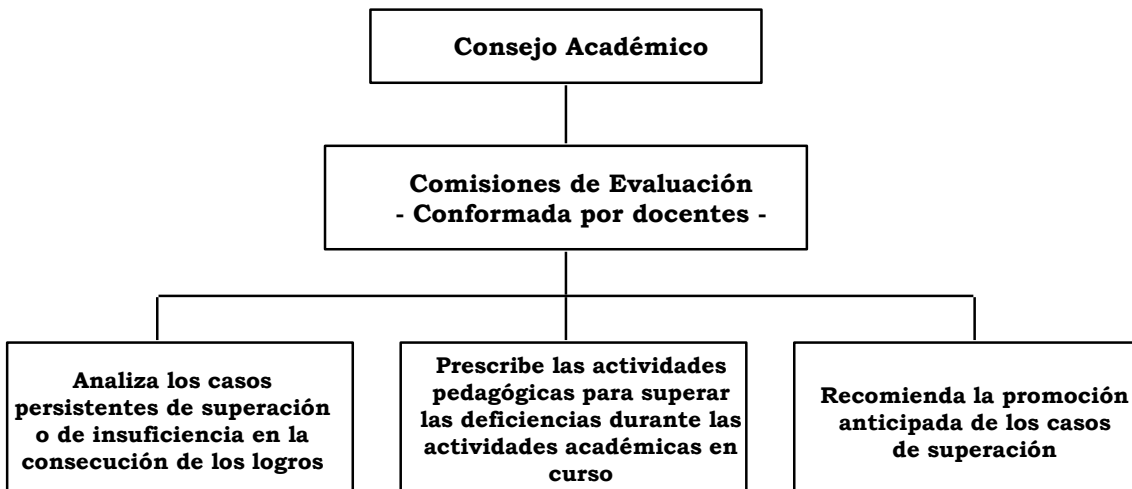 Consejo Académico
Comisiones de Evaluación
- Conformada por docentes -
Analiza los casos
persistentes de superación
o de insuficiencia en la
consecución de los logros
Prescribe las actividades
pedagógicas para superar
las deficiencias durante las
actividades académicas en
curso
Recomienda la promoción
anticipada de los casos
de superación